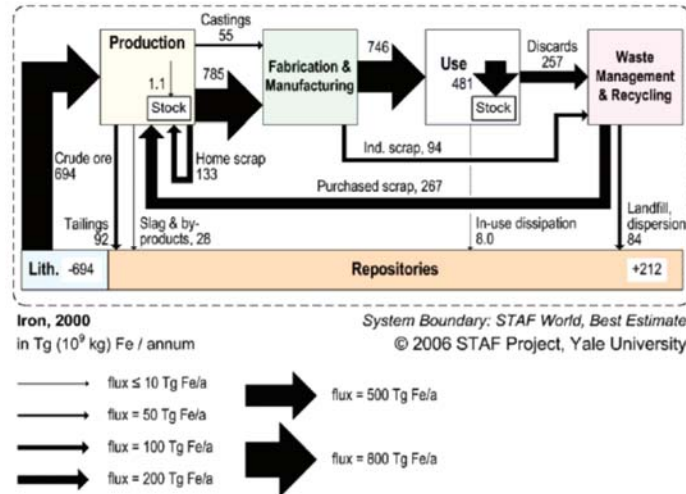 Castings
55
Production
1.1
Stock
785
Fabrication &
Manufacturing
746
Use
481
Stock
Discards
257
Waste
Management
& Recycling
Crude ore
694
Home scrap
133
Ind. scrap, 94
Purchased scrap, 267
Tailings
92
Slag & by-
products, 28
In-use dissipation
8.0
Landfill,
dispersion
84
Lith.
-694
Repositories
+212
Iron, 2000
in Tg (10⁹ kg) Fe / annum
System Boundary: STAF World, Best Estimate
© 2006 STAF Project, Yale University
flux ≤ 10 Tg Fe/a
flux = 50 Tg Fe/a
flux = 100 Tg Fe/a
flux = 200 Tg Fe/a
flux = 500 Tg Fe/a
flux = 800 Tg Fe/a